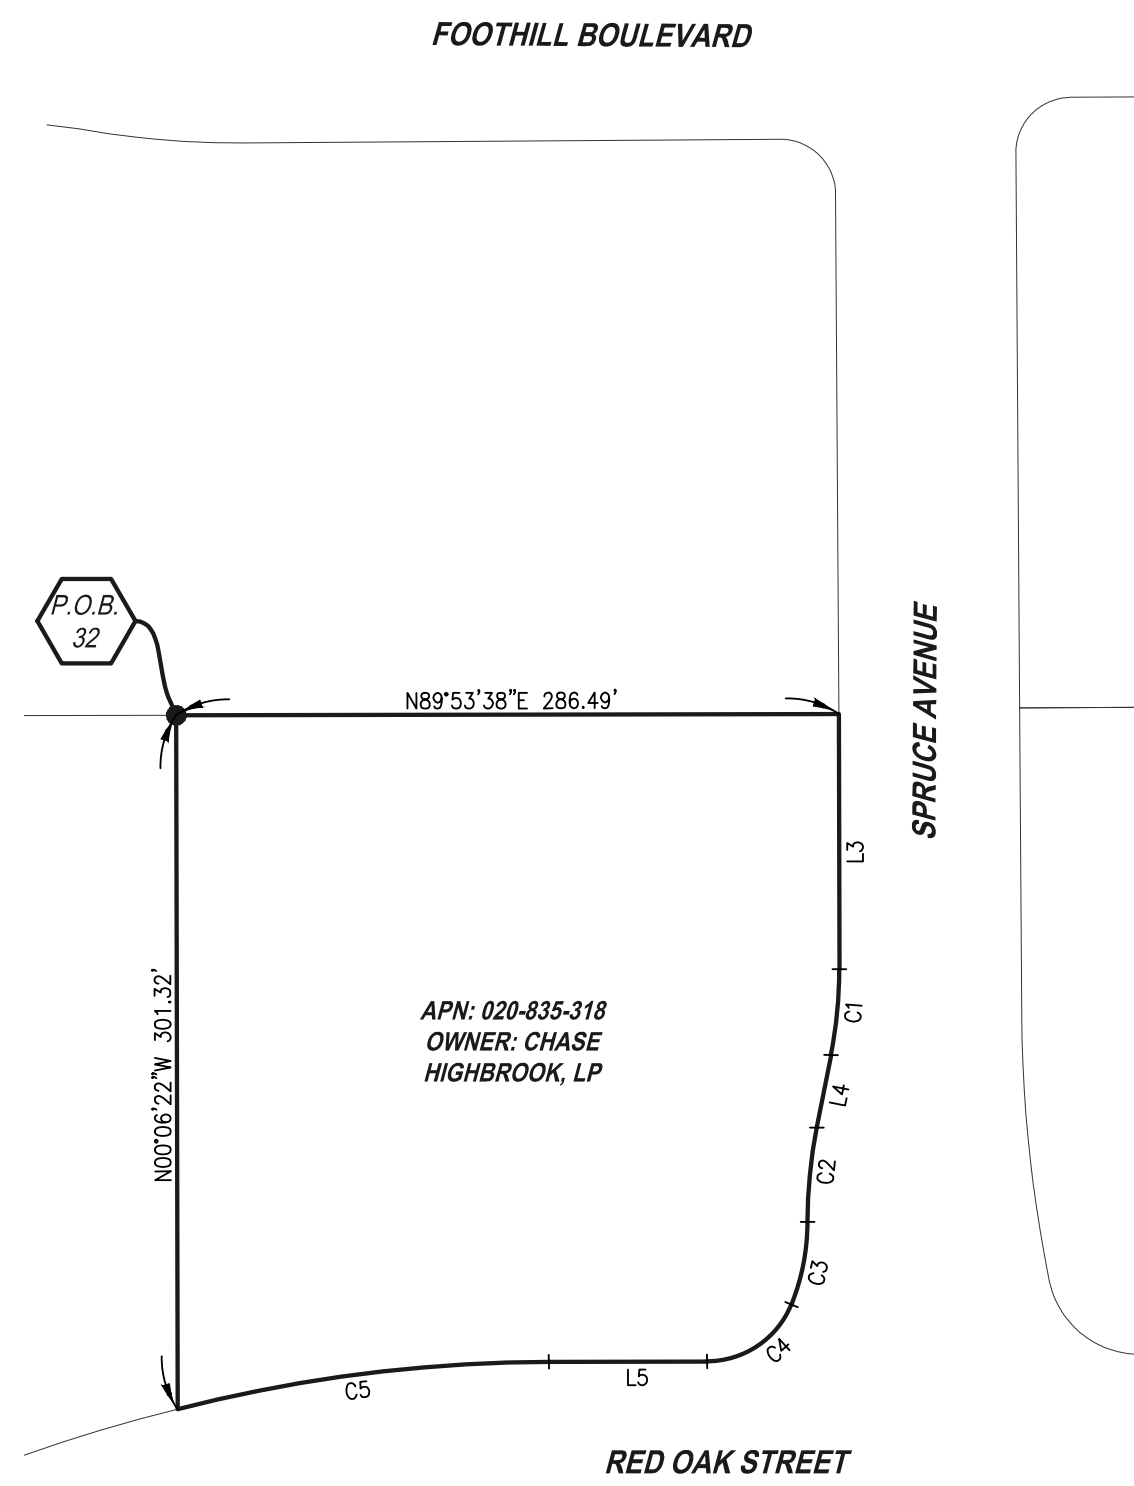 FOOTHILL BOULEVARD
P.O.B.
32
N89°53'38"E 286.49'
SPRUCE AVENUE
L3
N00°06'22"W 301.32'
APN: 020-835-318
OWNER: CHASE
HIGHBROOK, LP
C1
L4
C2
C3
C4
L5
C5
RED OAK STREET